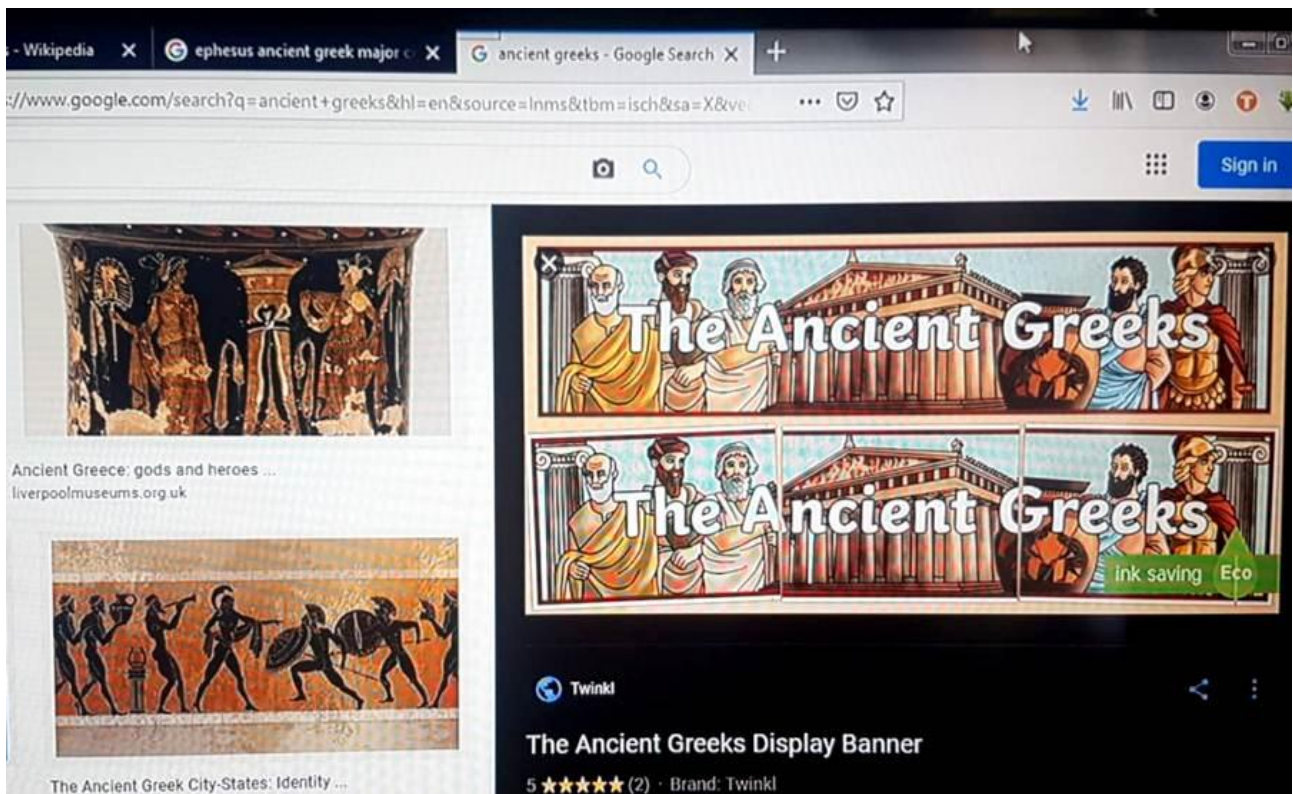 - Wikipedia
ephesus ancient greek major c
ancient greeks - Google Search
://www.google.com/search?q=ancient+greeks&hl=en&source=lnms&tbm=isch&sa=X&ve
Sign in
Ancient Greece: gods and heroes ...
liverpoolmuseums.org.uk
The Ancient Greek City-States: Identity ...
The Ancient Greeks
The Ancient Greeks
ink saving Eco
Twinkl
The Ancient Greeks Display Banner
5 ★★★★★ (2) · Brand: Twinkl